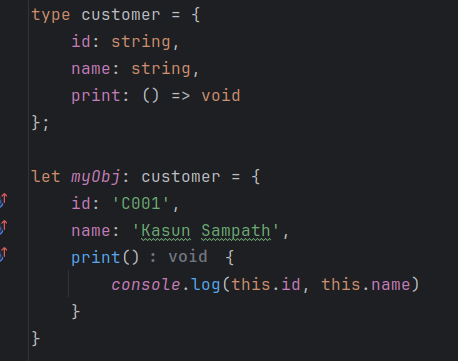 type customer = {
    id: string,
    name: string,
    print: () => void
};

let myObj: customer = {
    id: 'C001',
    name: 'Kasun Sampath',
    print() : void {
        console.log(this.id, this.name)
    }
}